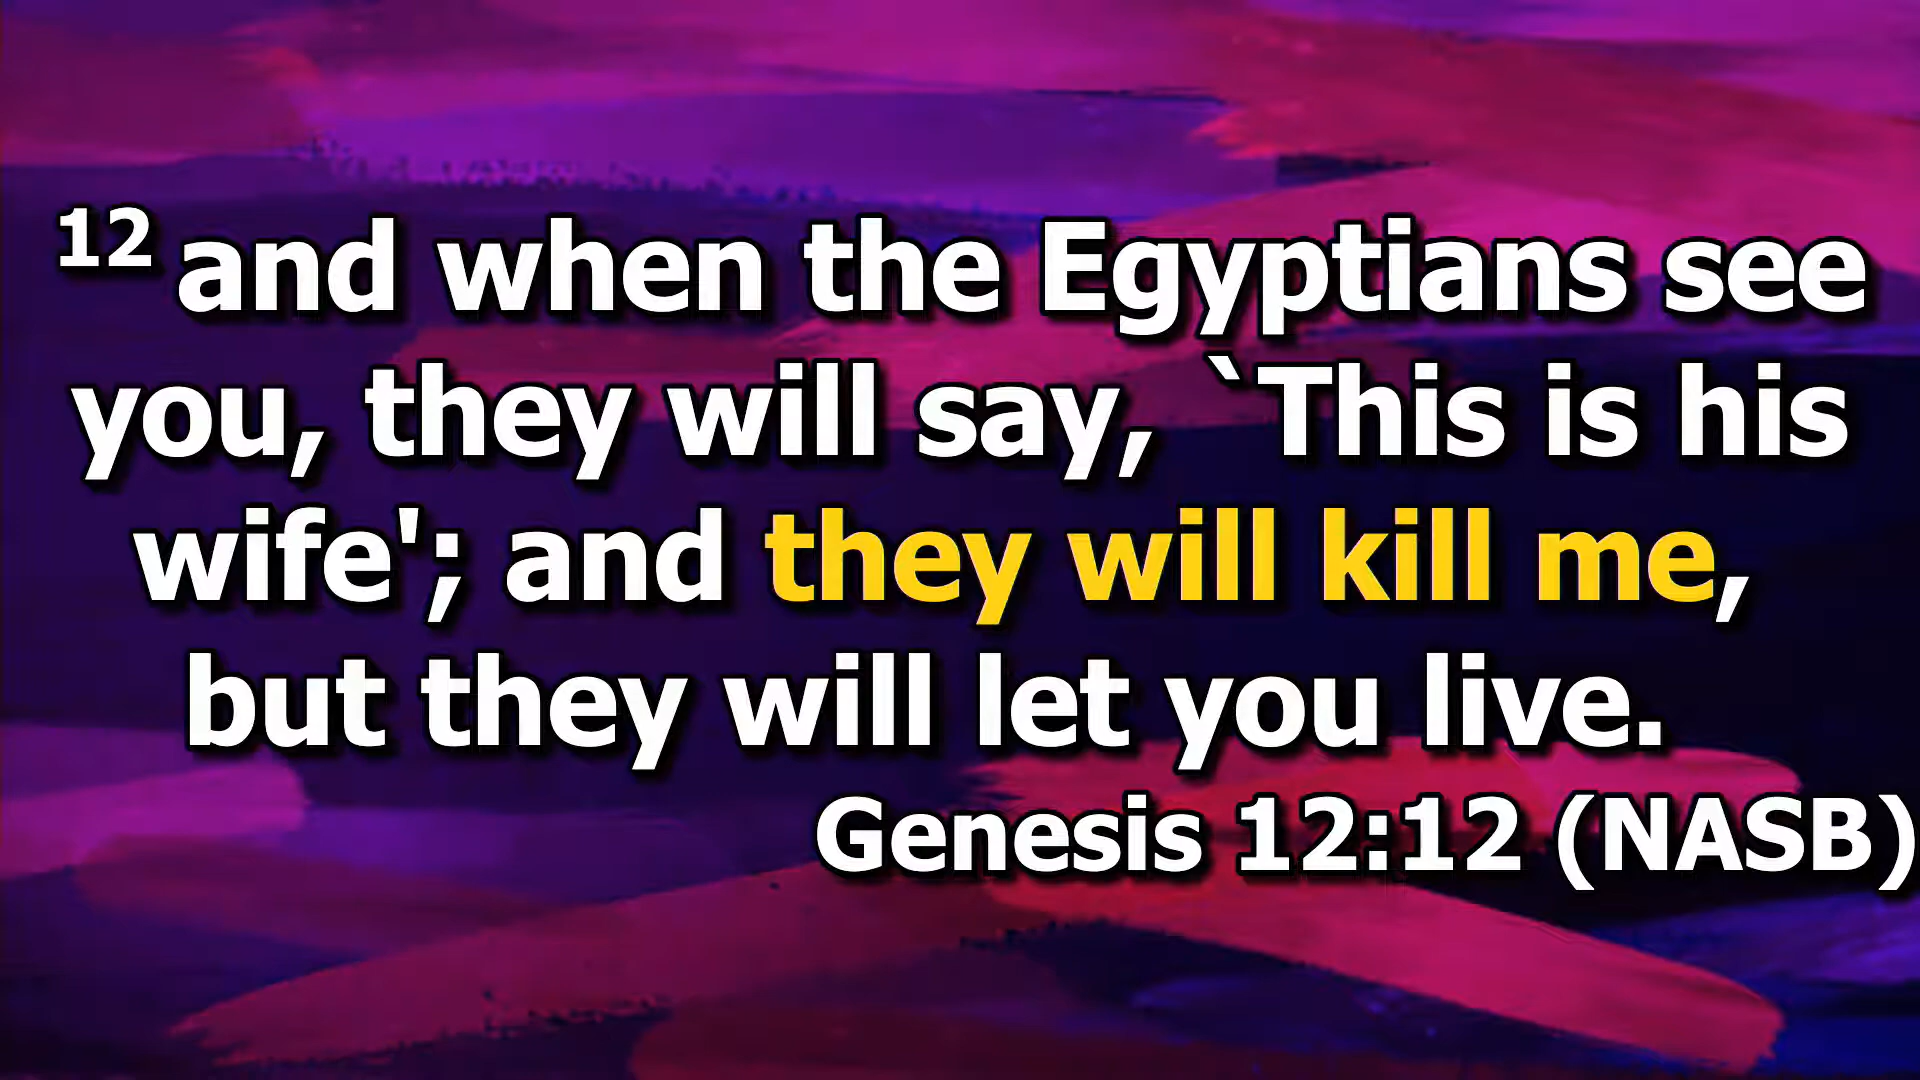 12 and when the Egyptians see
you, they will say, `This is his
wife'; and they will kill me,
but they will let you live.
Genesis 12:12 (NASB)